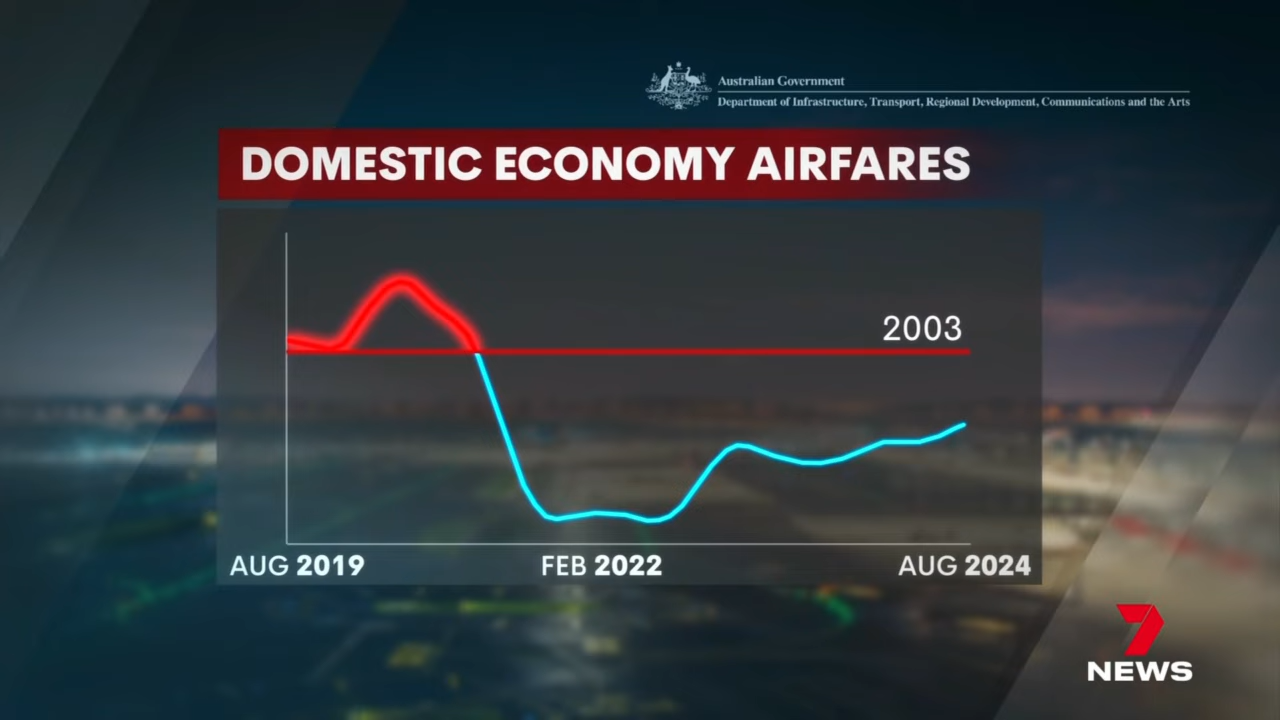 Australian Government
Department of Infrastructure, Transport, Regional Development, Communications and the Arts
DOMESTIC ECONOMY AIRFARES
2003
AUG 2019
FEB 2022
AUG 2024
7
NEWS